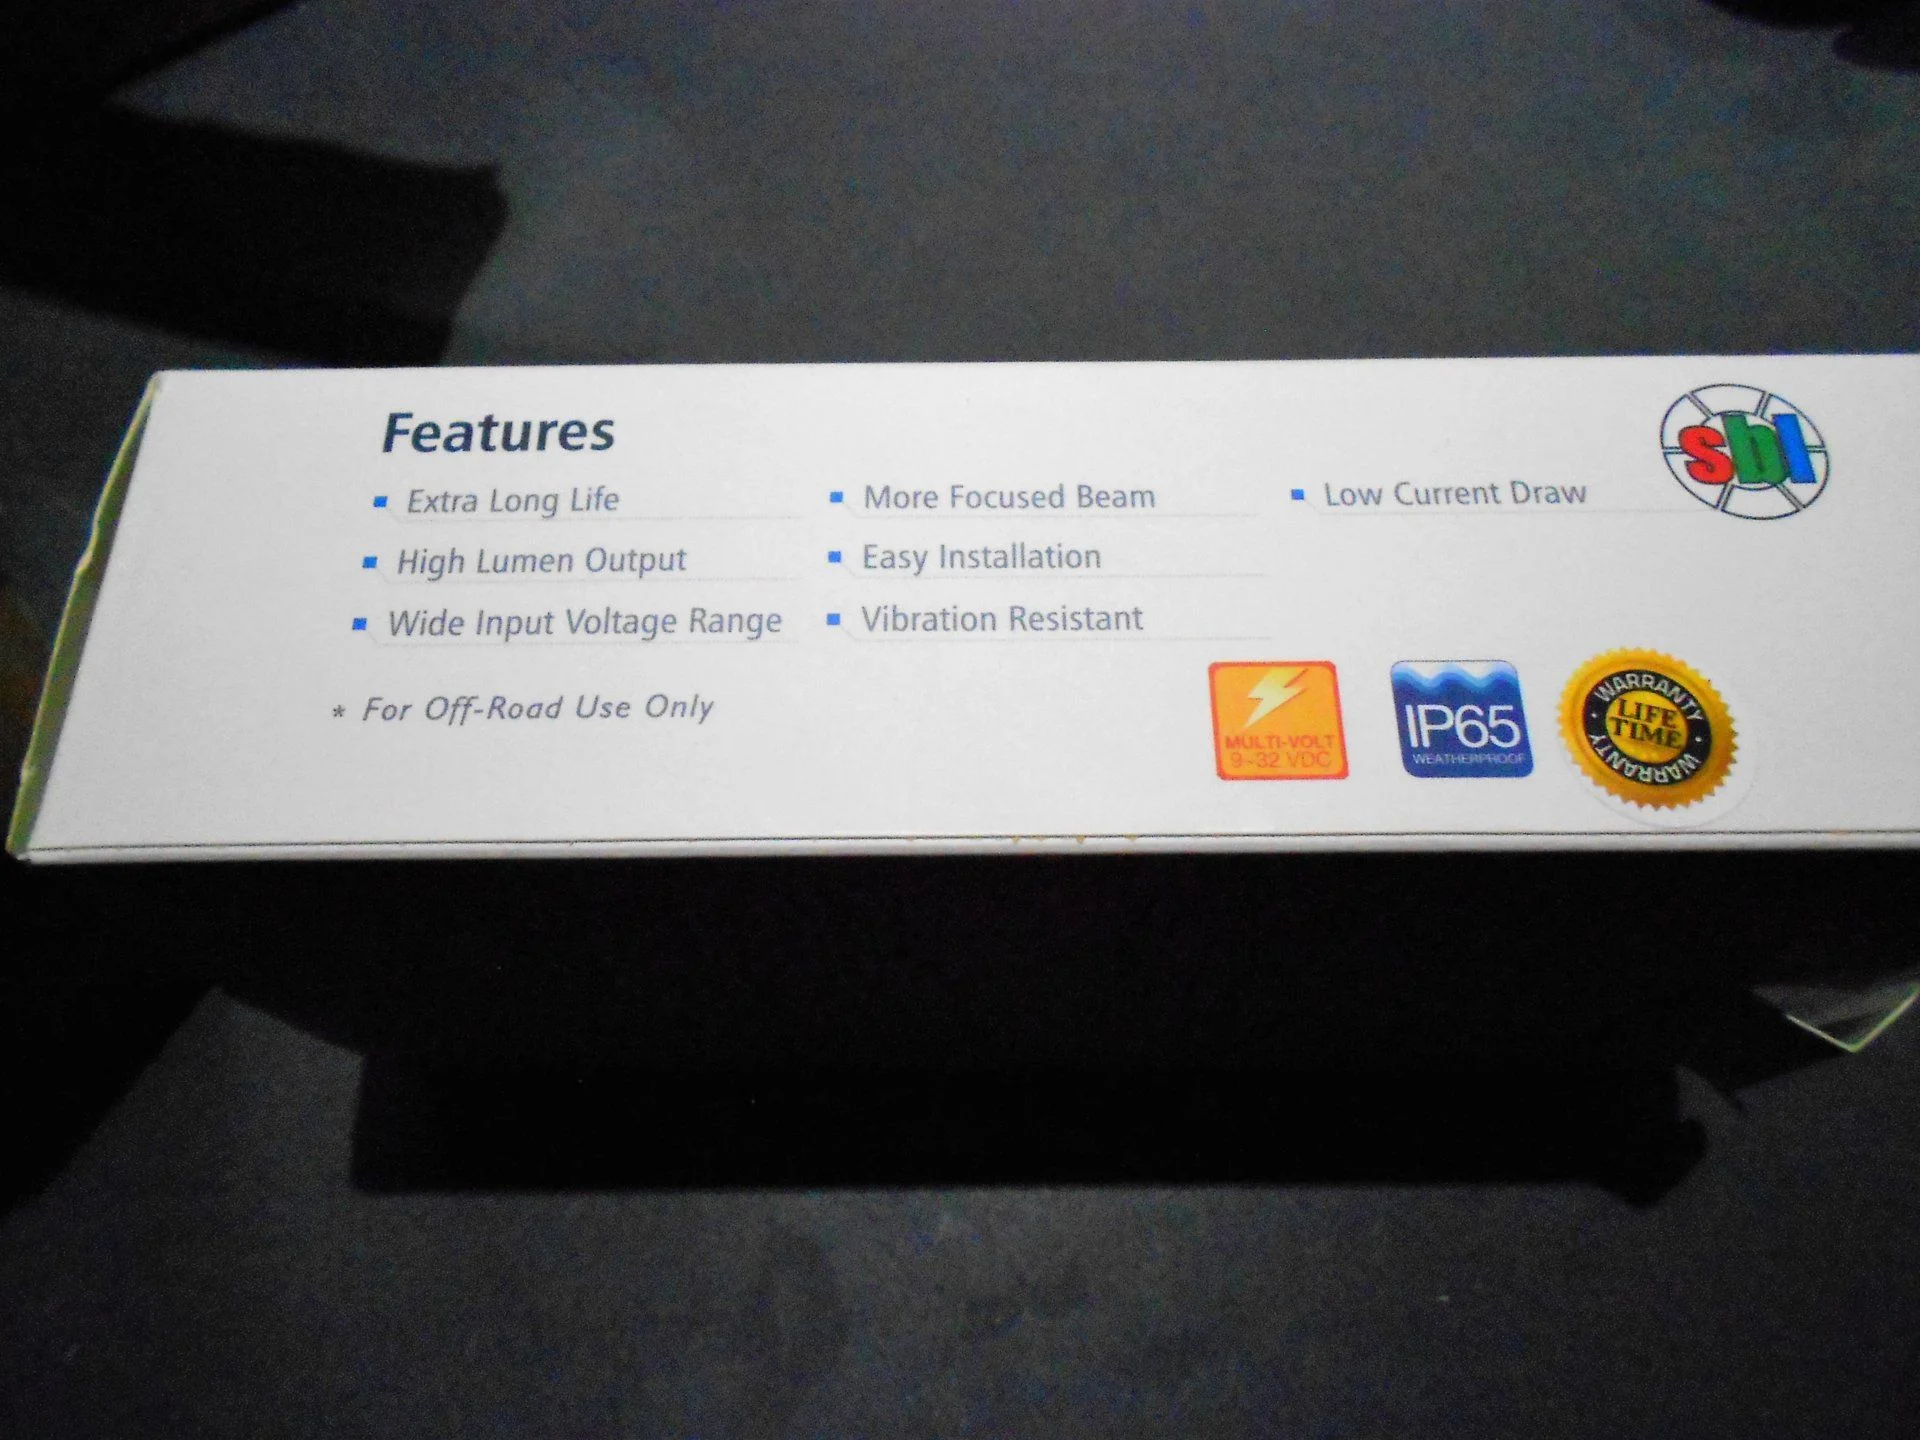 Features
Extra Long Life
High Lumen Output
Wide Input Voltage Range
More Focused Beam
Easy Installation
Vibration Resistant
Low Current Draw
* For Off-Road Use Only
sbl
MULTI-VOLT
9~32 VDC
IP65
WEATHERPROOF
WARRANTY
LIFE
TIME
WARRANTY